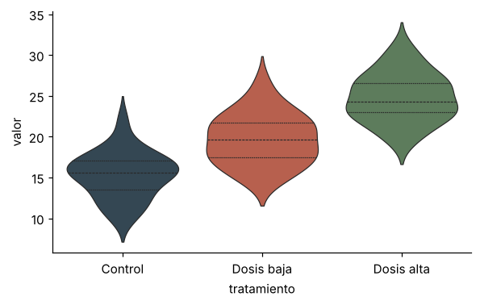 35
30
25
20
15
10
valor
Control
Dosis baja
Dosis alta
tratamiento